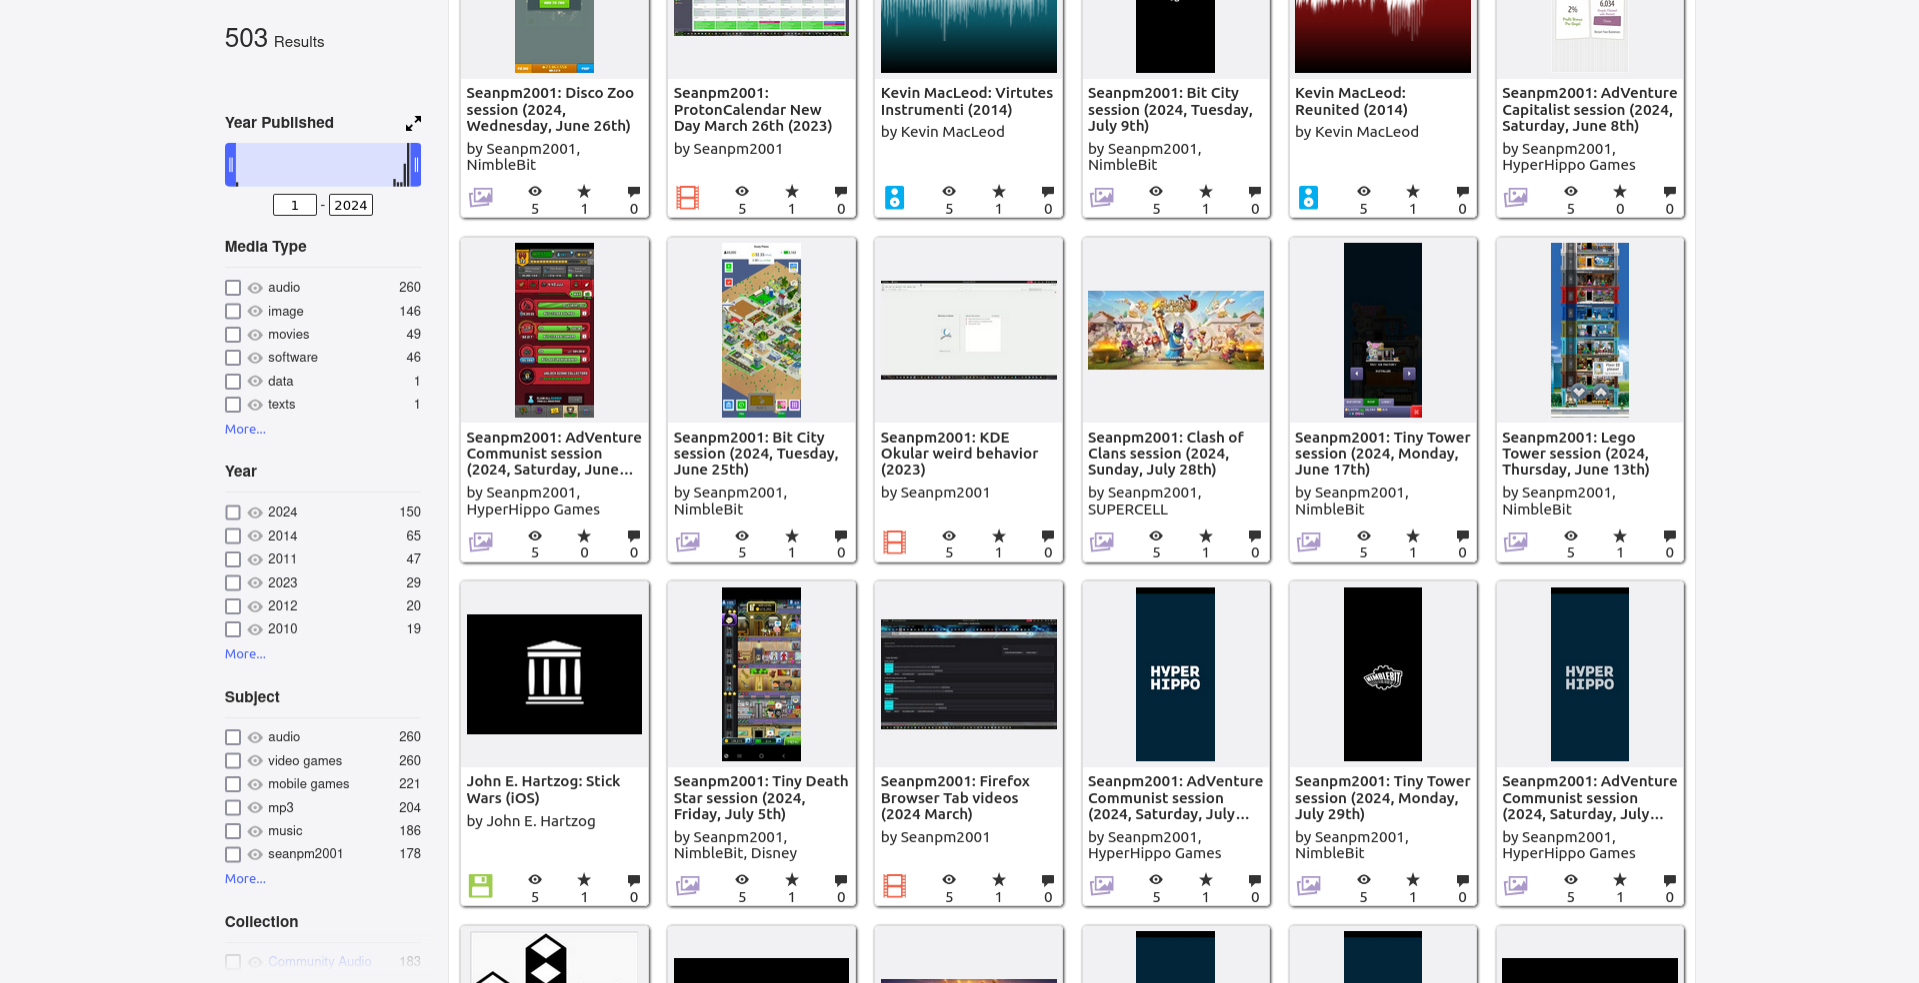 503 Results
Year Published
1 - 2024
Media Type
audio 260
image 146
movies 49
software 46
data 1
texts 1
More...
Year
2024 150
2014 65
2011 47
2023 29
2012 20
2010 19
More...
Subject
audio 260
video games 260
mobile games 221
mp3 204
music 186
seanpm2001 178
More...
Collection
Community Audio 183
Seanpm2001: Disco Zoo
session (2024,
Wednesday, June 26th)
by Seanpm2001,
NimbleBit
5 1 0
Seanpm2001:
ProtonCalendar New
Day March 26th (2023)
by Seanpm2001
5 1 0
Kevin MacLeod: Virtutes
Instrumenti (2014)
by Kevin MacLeod
5 1 0
Seanpm2001: Bit City
session (2024, Tuesday,
July 9th)
by Seanpm2001,
NimbleBit
5 1 0
Kevin MacLeod:
Reunited (2014)
by Kevin MacLeod
5 1 0
2%
6,034
Seanpm2001: AdVenture
Capitalist session (2024,
Saturday, June 8th)
by Seanpm2001,
HyperHippo Games
5 0 0
Seanpm2001: AdVenture
Communist session
(2024, Saturday, June...
by Seanpm2001,
HyperHippo Games
5 0 0
Seanpm2001: Bit City
session (2024, Tuesday,
June 25th)
by Seanpm2001,
NimbleBit
5 1 0
Seanpm2001: KDE
Okular weird behavior
(2023)
by Seanpm2001
5 1 0
Seanpm2001: Clash of
Clans session (2024,
Sunday, July 28th)
by Seanpm2001,
SUPERCELL
5 1 0
Seanpm2001: Tiny Tower
session (2024, Monday,
June 17th)
by Seanpm2001,
NimbleBit
5 1 0
Seanpm2001: Lego
Tower session (2024,
Thursday, June 13th)
by Seanpm2001,
NimbleBit
5 1 0
John E. Hartzog: Stick
Wars (iOS)
by John E. Hartzog
5 1 0
Seanpm2001: Tiny Death
Star session (2024,
Friday, July 5th)
by Seanpm2001,
NimbleBit, Disney
5 1 0
Seanpm2001: Firefox
Browser Tab videos
(2024 March)
by Seanpm2001
5 1 0
HYPER
HIPPO
Seanpm2001: AdVenture
Communist session
(2024, Saturday, July...
by Seanpm2001,
HyperHippo Games
5 1 0
NIMBLEBIT
Seanpm2001: Tiny Tower
session (2024, Monday,
July 29th)
by Seanpm2001,
NimbleBit
5 1 0
HYPER
HIPPO
Seanpm2001: AdVenture
Communist session
(2024, Saturday, July...
by Seanpm2001,
HyperHippo Games
5 1 0